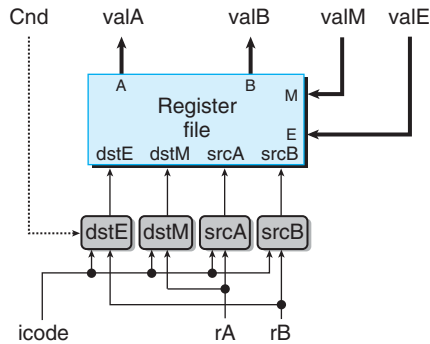 Cnd valA valB valM valE
A B
M
Register
file
E
dstE dstM srcA srcB
dstE dstM srcA srcB
icode rA rB